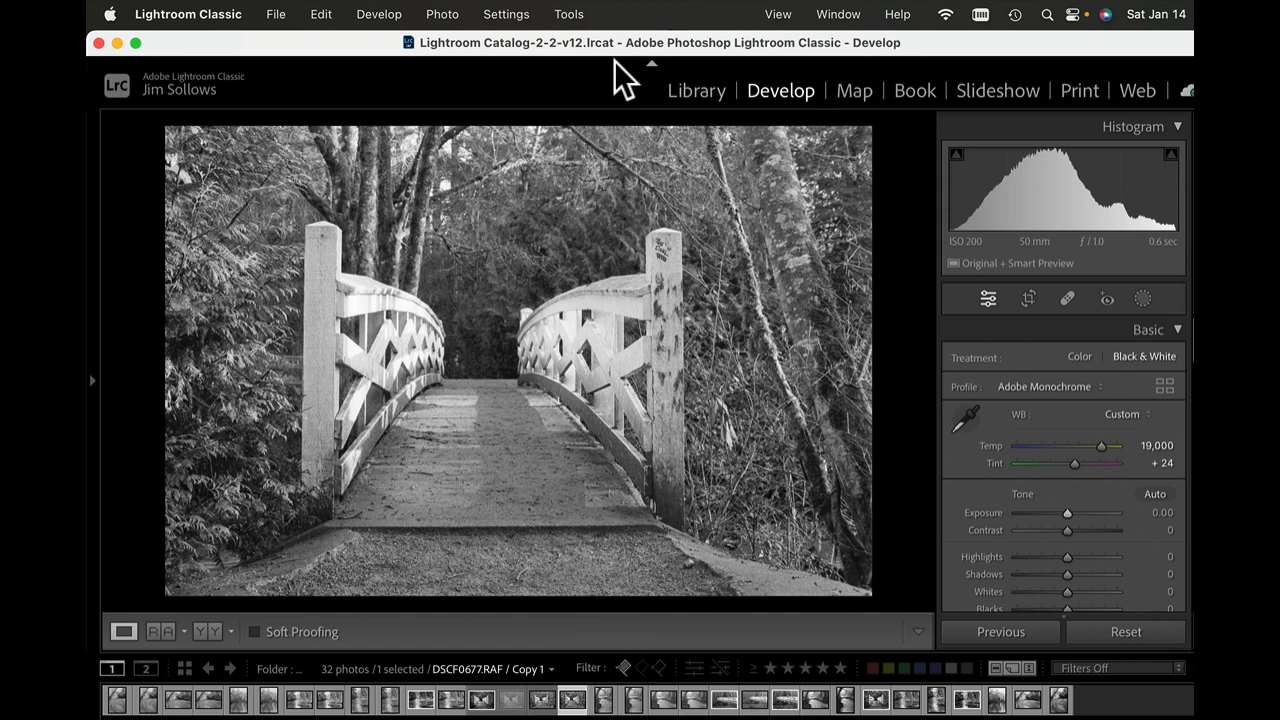 Lightroom Classic File Edit Develop Photo Settings Tools View Window Help Sat Jan 14
Lightroom Catalog-2-2-v12.lrcat - Adobe Photoshop Lightroom Classic - Develop
LrC Adobe Lightroom Classic
Jim Sollows
Library | Develop | Map | Book | Slideshow | Print | Web |
Histogram
ISO 200 50 mm ƒ / 1.0 0.6 sec
Original + Smart Preview
Basic
Treatment : Color | Black & White
Profile : Adobe Monochrome
WB : Custom
Temp 19,000
Tint + 24
Tone Auto
Exposure 0.00
Contrast 0
Highlights 0
Shadows 0
Whites 0
Blacks
Soft Proofing
Previous Reset
1 2 Folder : ... 32 photos / 1 selected / DSCF0677.RAF / Copy 1 Filter : Filters Off